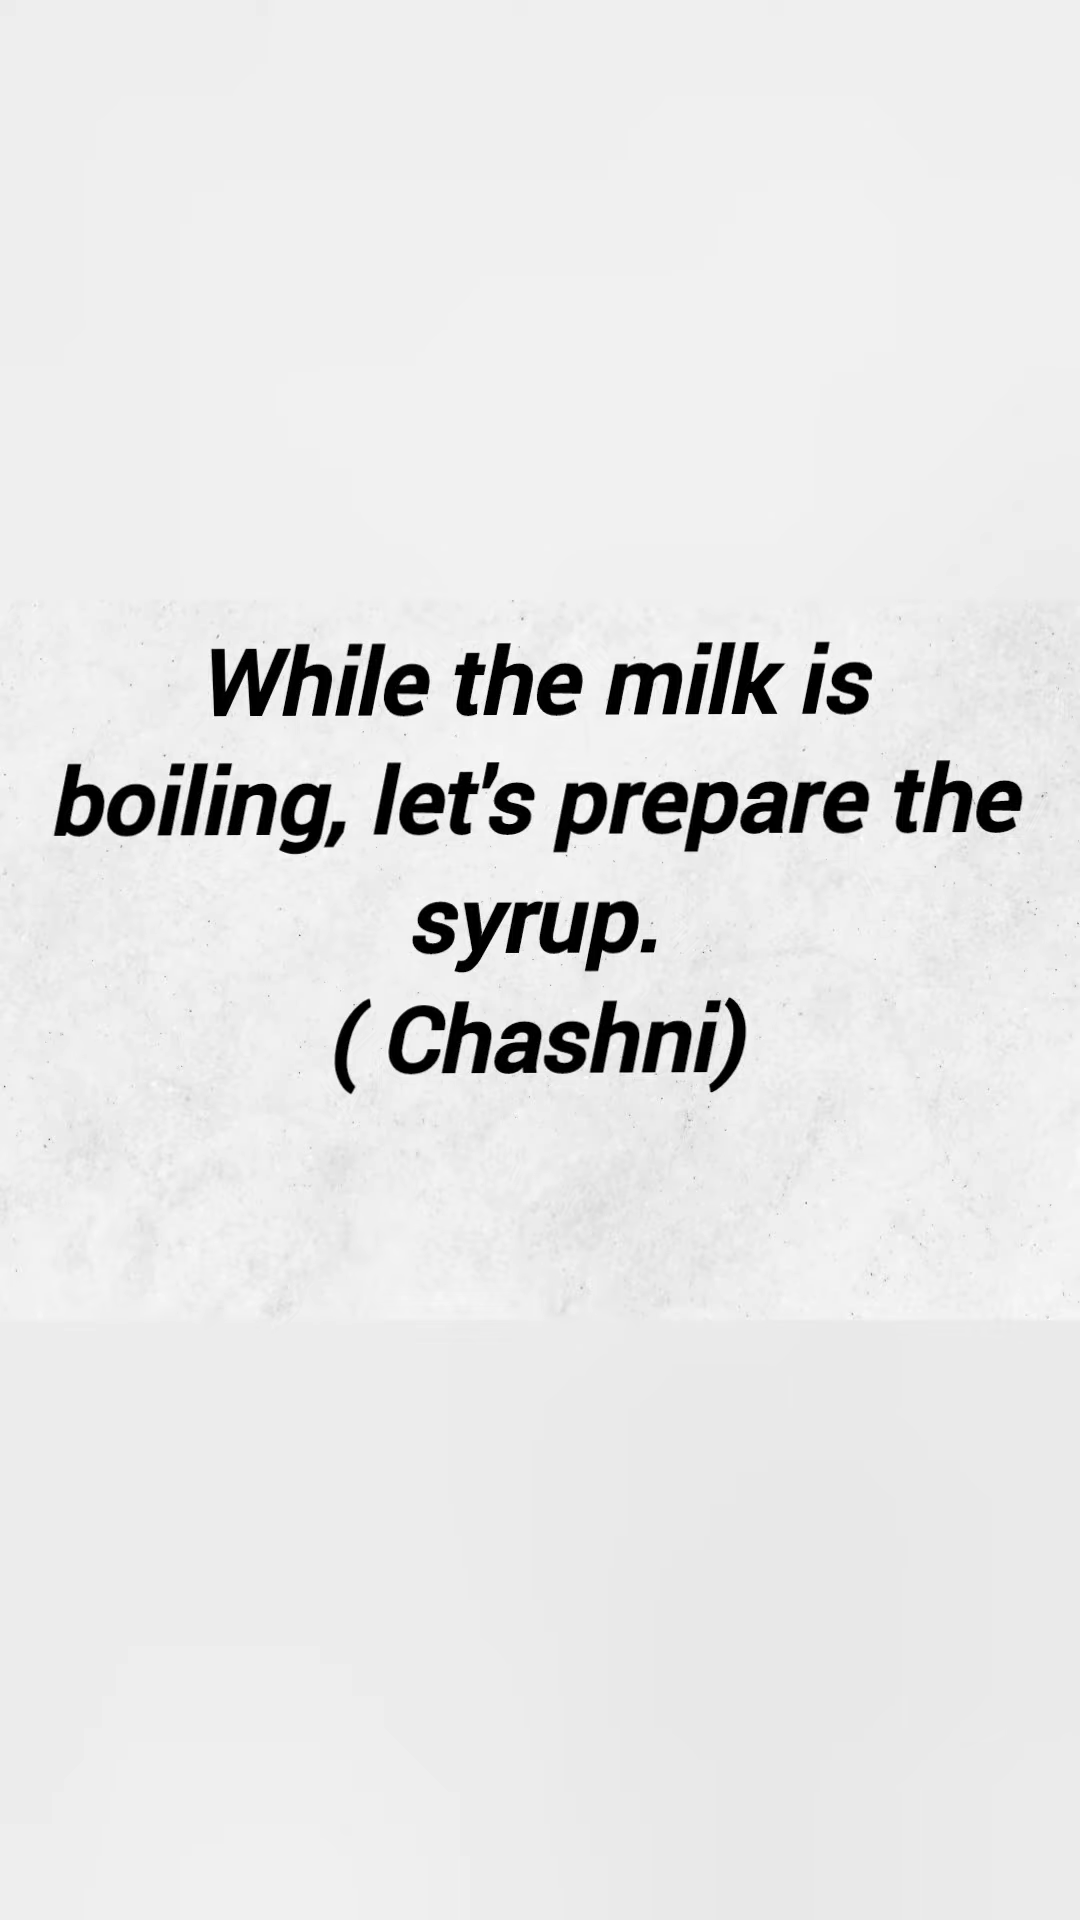 While the milk is
boiling, let's prepare the
syrup.
( Chashni)